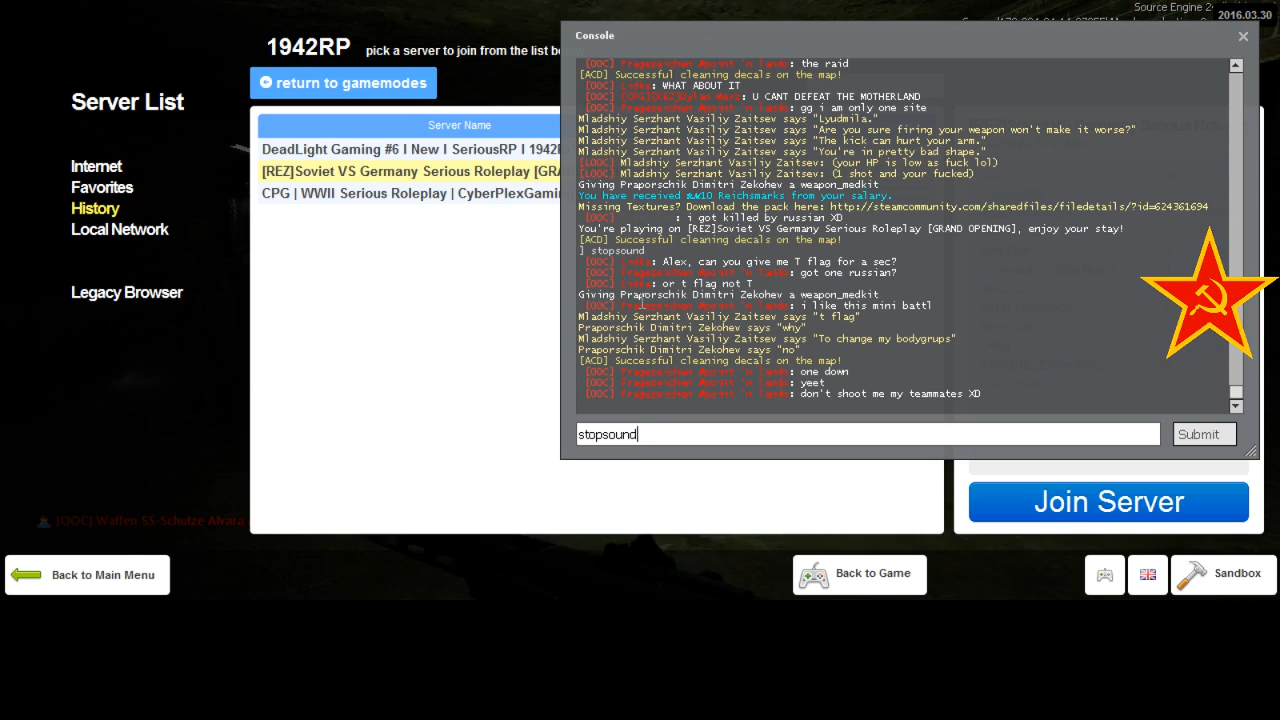 Source Engine 2
2016.03.30
1942RP pick a server to join from the list be
return to gamemodes
Server List
Internet
Favorites
History
Local Network
Legacy Browser
Server Name
DeadLight Gaming #6 I New I SeriousRP I 1942
[REZ]Soviet VS Germany Serious Roleplay [GRA
CPG | WWII Serious Roleplay | CyberPlexGamin
Console
[OOC] : the raid
[ACD] Successful cleaning decals on the map!
[OOC] : WHAT ABOUT IT
[OOC] : U CANT DEFEAT THE MOTHERLAND
[OOC] : gg i am only one site
Mladshiy Serzhant Vasiliy Zaitsev says "Lyudmila."
Mladshiy Serzhant Vasiliy Zaitsev says "Are you sure firing your weapon won't make it worse?"
Mladshiy Serzhant Vasiliy Zaitsev says "The kick can hurt your arm."
Mladshiy Serzhant Vasiliy Zaitsev says "You're in pretty bad shape."
[LOOC] Mladshiy Serzhant Vasiliy Zaitsev: (your HP is low as fuck lol)
[LOOC] Mladshiy Serzhant Vasiliy Zaitsev: (1 shot and your fucked)
Giving Praporschik Dimitri Zekohev a weapon_medkit
You have received Reichsmarks from your salary.
Missing Textures? Download the pack here: http://steamcommunity.com/sharedfiles/filedetails/?id=624361694
[OOC] : i got killed by russian XD
You're playing on [REZ]Soviet VS Germany Serious Roleplay [GRAND OPENING], enjoy your stay!
[ACD] Successful cleaning decals on the map!
] stopsound
[OOC] : Alex, can you give me T flag for a sec?
[OOC] : got one russian?
[OOC] : or t flag not T
Giving Praporschik Dimitri Zekohev a weapon_medkit
[OOC] : i like this mini battl
Mladshiy Serzhant Vasiliy Zaitsev says "t flag"
Praporschik Dimitri Zekohev says "why"
Mladshiy Serzhant Vasiliy Zaitsev says "To change my bodygrups"
Praporschik Dimitri Zekohev says "no"
[ACD] Successful cleaning decals on the map!
[OOC] : one down
[OOC] : yeet
[OOC] : don't shoot me my teammates XD
stopsound
Submit
Join Server
[OOC] Waffen SS-Schutze Alvara
Back to Main Menu
Back to Game
Sandbox